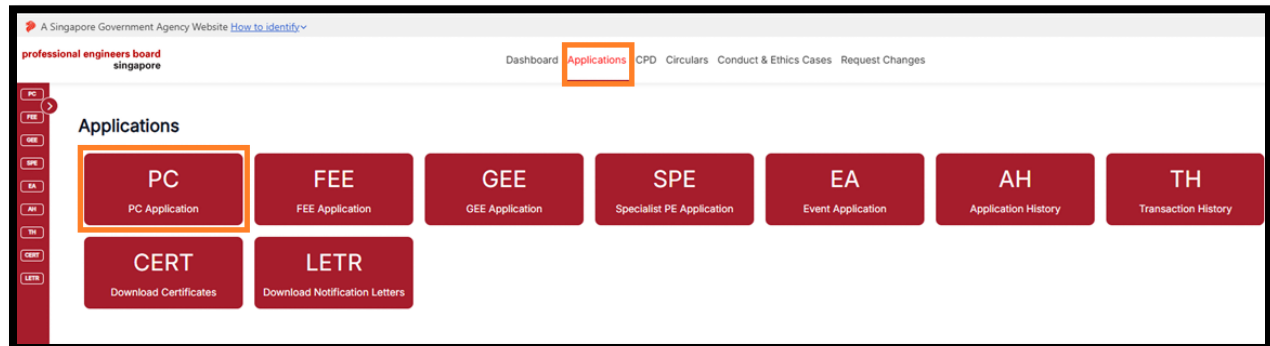 A Singapore Government Agency Website How to identify
professional engineers board
singapore
Dashboard Applications CPD Circulars Conduct & Ethics Cases Request Changes
PC
FEE
GEE
SPE
EA
AH
TH
CERT
LETR
Applications
PC FEE GEE SPE EA AH TH
PC Application FEE Application GEE Application Specialist PE Application Event Application Application History Transaction History
CERT LETR
Download Certificates Download Notification Letters